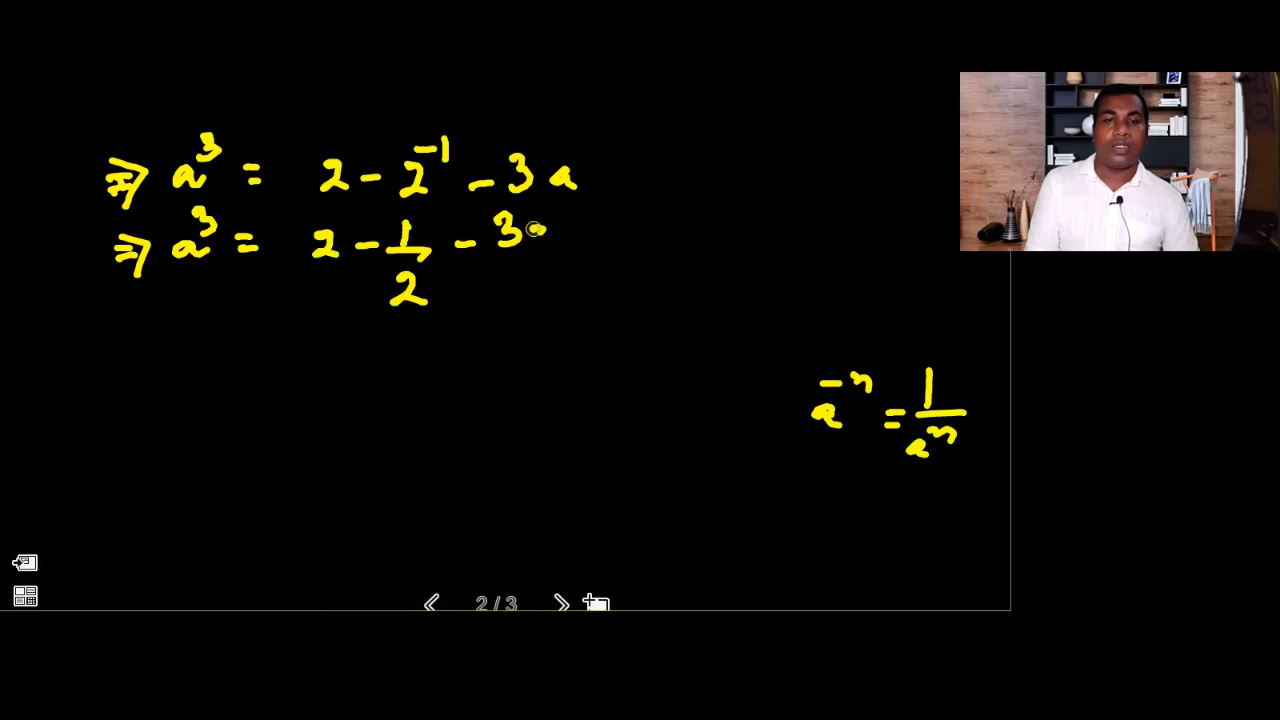 ⇒ a³ = 2 - 2⁻¹ - 3a
⇒ a³ = 2 - 1/2 - 3
a⁻ⁿ = 1/aⁿ
2 / 3